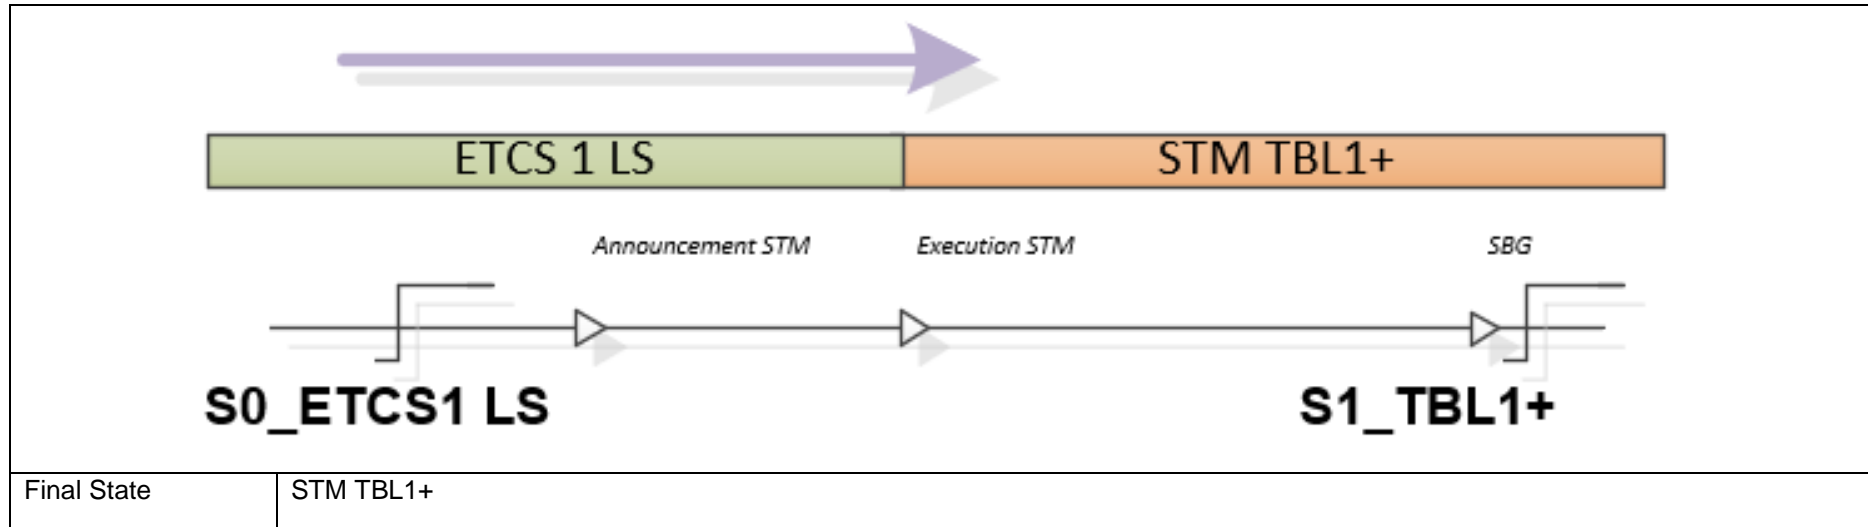 ETCS 1 LS STM TBL1+
Announcement STM Execution STM SBG
S0_ETCS1 LS S1_TBL1+
Final State STM TBL1+